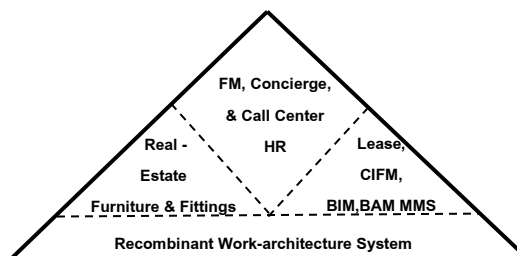 FM, Concierge,
& Call Center
HR
Real -
Estate
Furniture & Fittings
Lease,
CIFM,
BIM,BAM MMS
Recombinant Work-architecture System